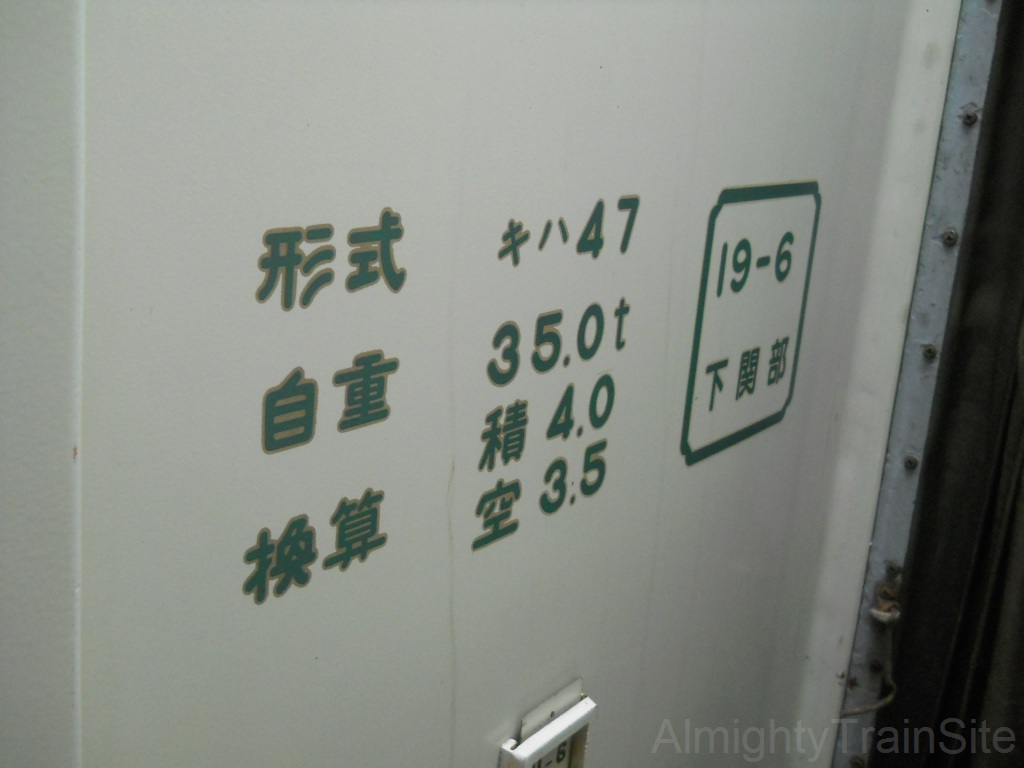 形式 キハ47
自重 35.0t
換算 積 4.0
空 3.5
19-6
下関部
-6
AlmightyTrainSite